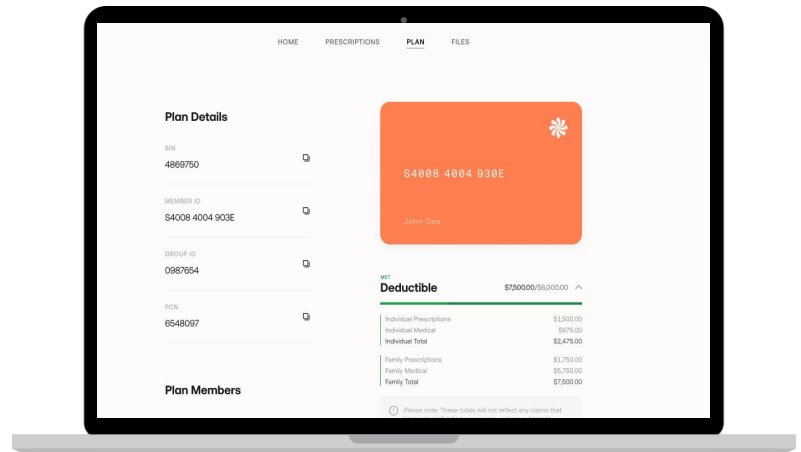 HOME PRESCRIPTIONS PLAN FILES
Plan Details
BIN
4869750
MEMBER ID
S4008 4004 903E
GROUP ID
0987654
PCN
6548097
Plan Members
S4008 4004 930E
John Doe
MET
Deductible $7,500.00/$6,000.00
Individual Prescriptions $1,500.00
Individual Medical $975.00
Individual Total $2,475.00
Family Prescriptions $1,750.00
Family Medical $5,750.00
Family Total $7,500.00
Please note: These totals will not reflect any claims that